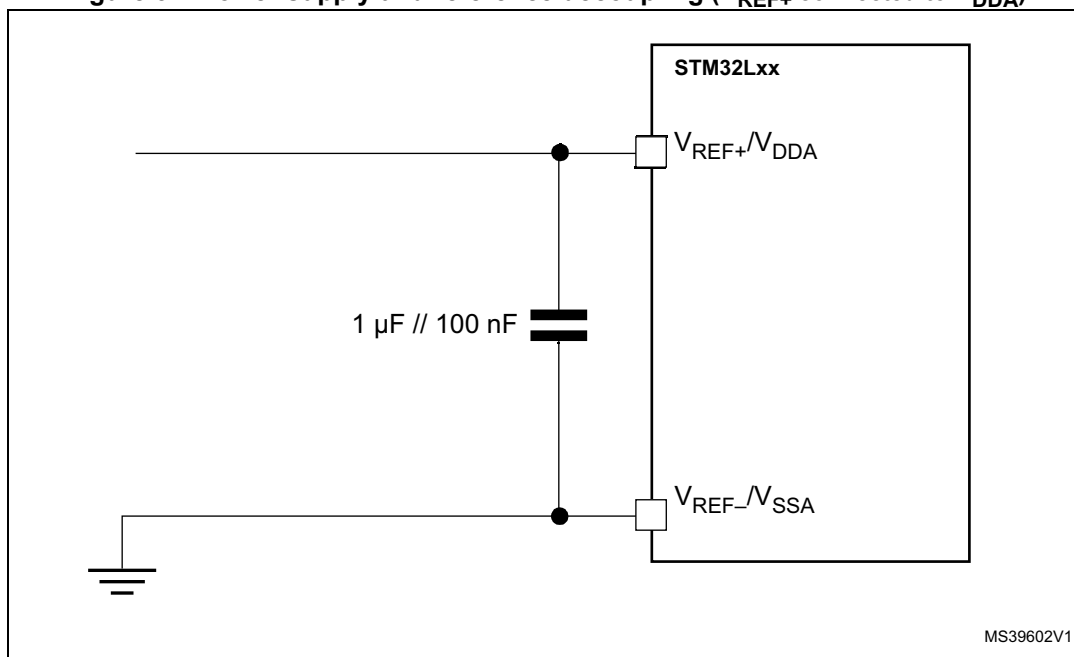 STM32Lxx
VREF+/VDDA
1 µF // 100 nF
VREF–/VSSA
MS39602V1